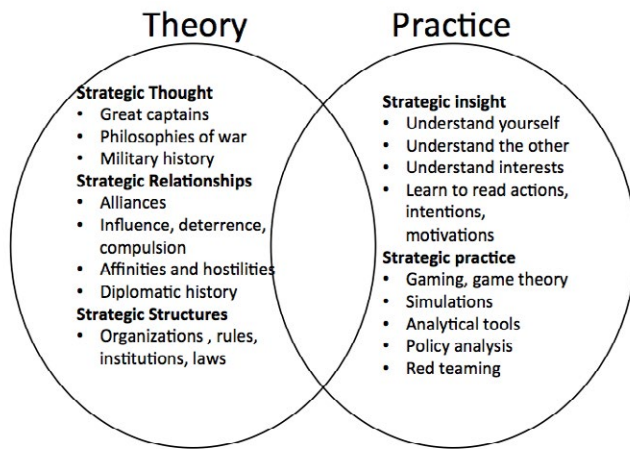 Theory
Practice
Strategic Thought
• Great captains
• Philosophies of war
• Military history
Strategic Relationships
• Alliances
• Influence, deterrence,
compulsion
• Affinities and hostilities
• Diplomatic history
Strategic Structures
• Organizations , rules,
institutions, laws
Strategic insight
• Understand yourself
• Understand the other
• Understand interests
• Learn to read actions,
intentions,
motivations
Strategic practice
• Gaming, game theory
• Simulations
• Analytical tools
• Policy analysis
• Red teaming